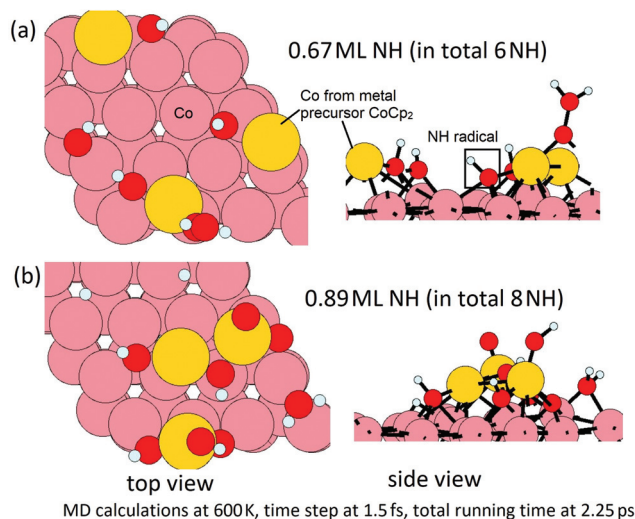 (a)
0.67 ML NH (in total 6 NH)
Co
Co from metal
precursor CoCp₂
NH radical
(b)
0.89 ML NH (in total 8 NH)
top view
side view
MD calculations at 600 K, time step at 1.5 fs, total running time at 2.25 ps